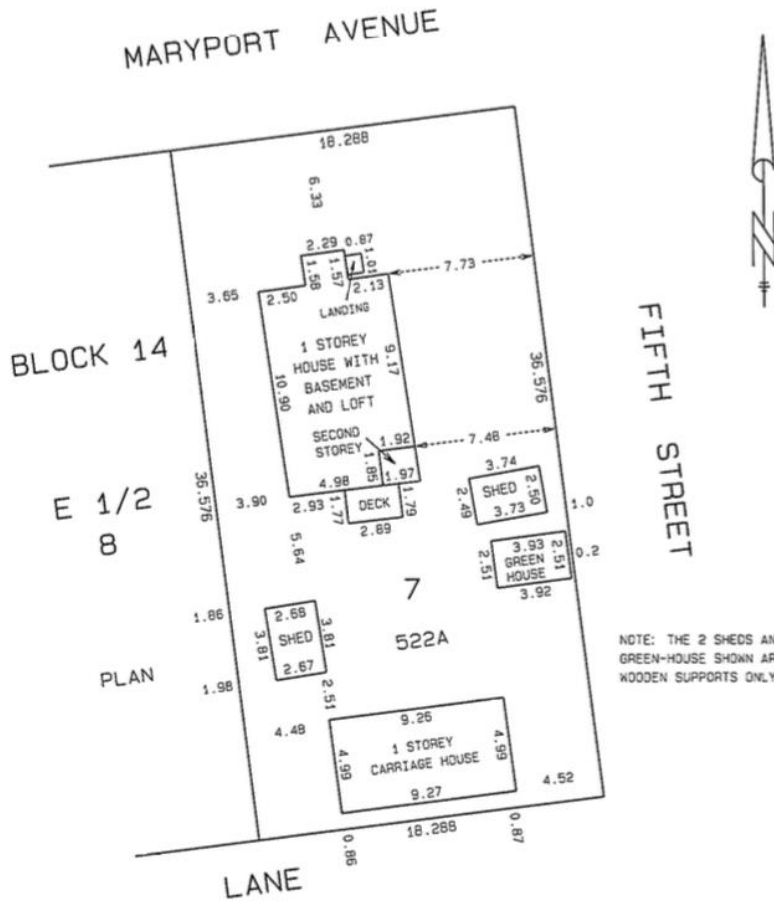 MARYPORT AVENUE
18.288
6.33
2.29 0.87
1.58
1.57
1.01
7.73
3.65
2.50
2.13
LANDING
BLOCK 14
1 STOREY
HOUSE WITH
BASEMENT
AND LOFT
10.90
9.17
36.576
FIFTH STREET
SECOND
STOREY
1.92
7.48
1.85
4.98
1.97
3.74
36.576
E 1/2
8
3.90
2.93
1.77
DECK
1.79
2.69
2.49
SHED
2.50
3.73
1.0
5.64
3.93
2.51
GREEN
HOUSE
2.51
0.2
3.92
7
1.86
2.68
3.81
SHED
3.81
2.67
522A
NOTE: THE 2 SHEDS AN
GREEN-HOUSE SHOWN AR
WOODEN SUPPORTS ONLY
PLAN
1.98
2.51
4.48
9.26
4.99
1 STOREY
CARRIAGE HOUSE
4.99
9.27
4.52
0.86
18.288
0.87
LANE
N